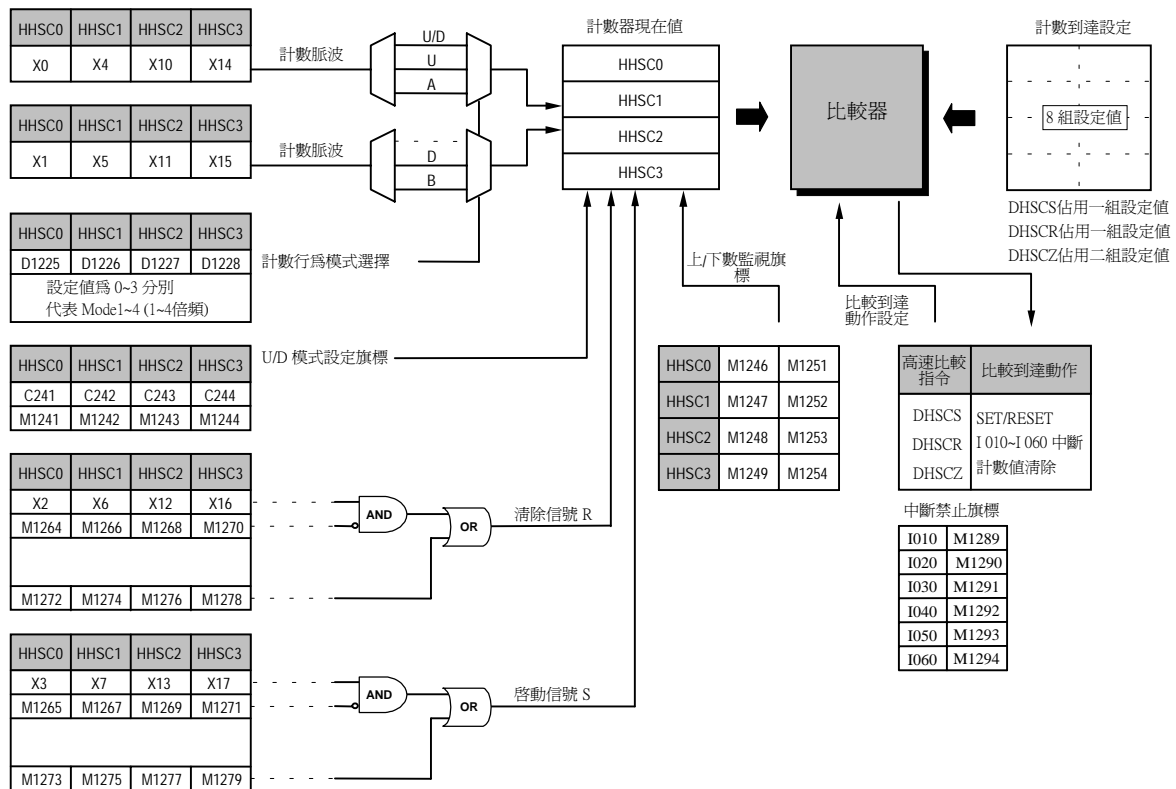 HHSC0 HHSC1 HHSC2 HHSC3
X0 X4 X10 X14
計數脈波
U/D
U
A
HHSC0 HHSC1 HHSC2 HHSC3
X1 X5 X11 X15
計數脈波
D
B
HHSC0 HHSC1 HHSC2 HHSC3
D1225 D1226 D1227 D1228
設定值爲 0~3 分別
代表 Mode1~4 (1~4倍頻)
計數行爲模式選擇
HHSC0 HHSC1 HHSC2 HHSC3
C241 C242 C243 C244
M1241 M1242 M1243 M1244
U/D 模式設定旗標
HHSC0 HHSC1 HHSC2 HHSC3
X2 X6 X12 X16
M1264 M1266 M1268 M1270
M1272 M1274 M1276 M1278
AND
OR
清除信號 R
HHSC0 HHSC1 HHSC2 HHSC3
X3 X7 X13 X17
M1265 M1267 M1269 M1271
M1273 M1275 M1277 M1279
AND
OR
啓動信號 S
計數器現在值
HHSC0
HHSC1
HHSC2
HHSC3
比較器
計數到達設定
8 組設定值
DHSCS佔用一組設定值
DHSCR佔用一組設定值
DHSCZ佔用二組設定值
上/下數監視旗
標
HHSC0 M1246 M1251
HHSC1 M1247 M1252
HHSC2 M1248 M1253
HHSC3 M1249 M1254
比較到達
動作設定
高速比較
指令
比較到達動作
DHSCS SET/RESET
DHSCR I 010~I 060 中斷
DHSCZ 計數值清除
中斷禁止旗標
I010 M1289
I020 M1290
I030 M1291
I040 M1292
I050 M1293
I060 M1294